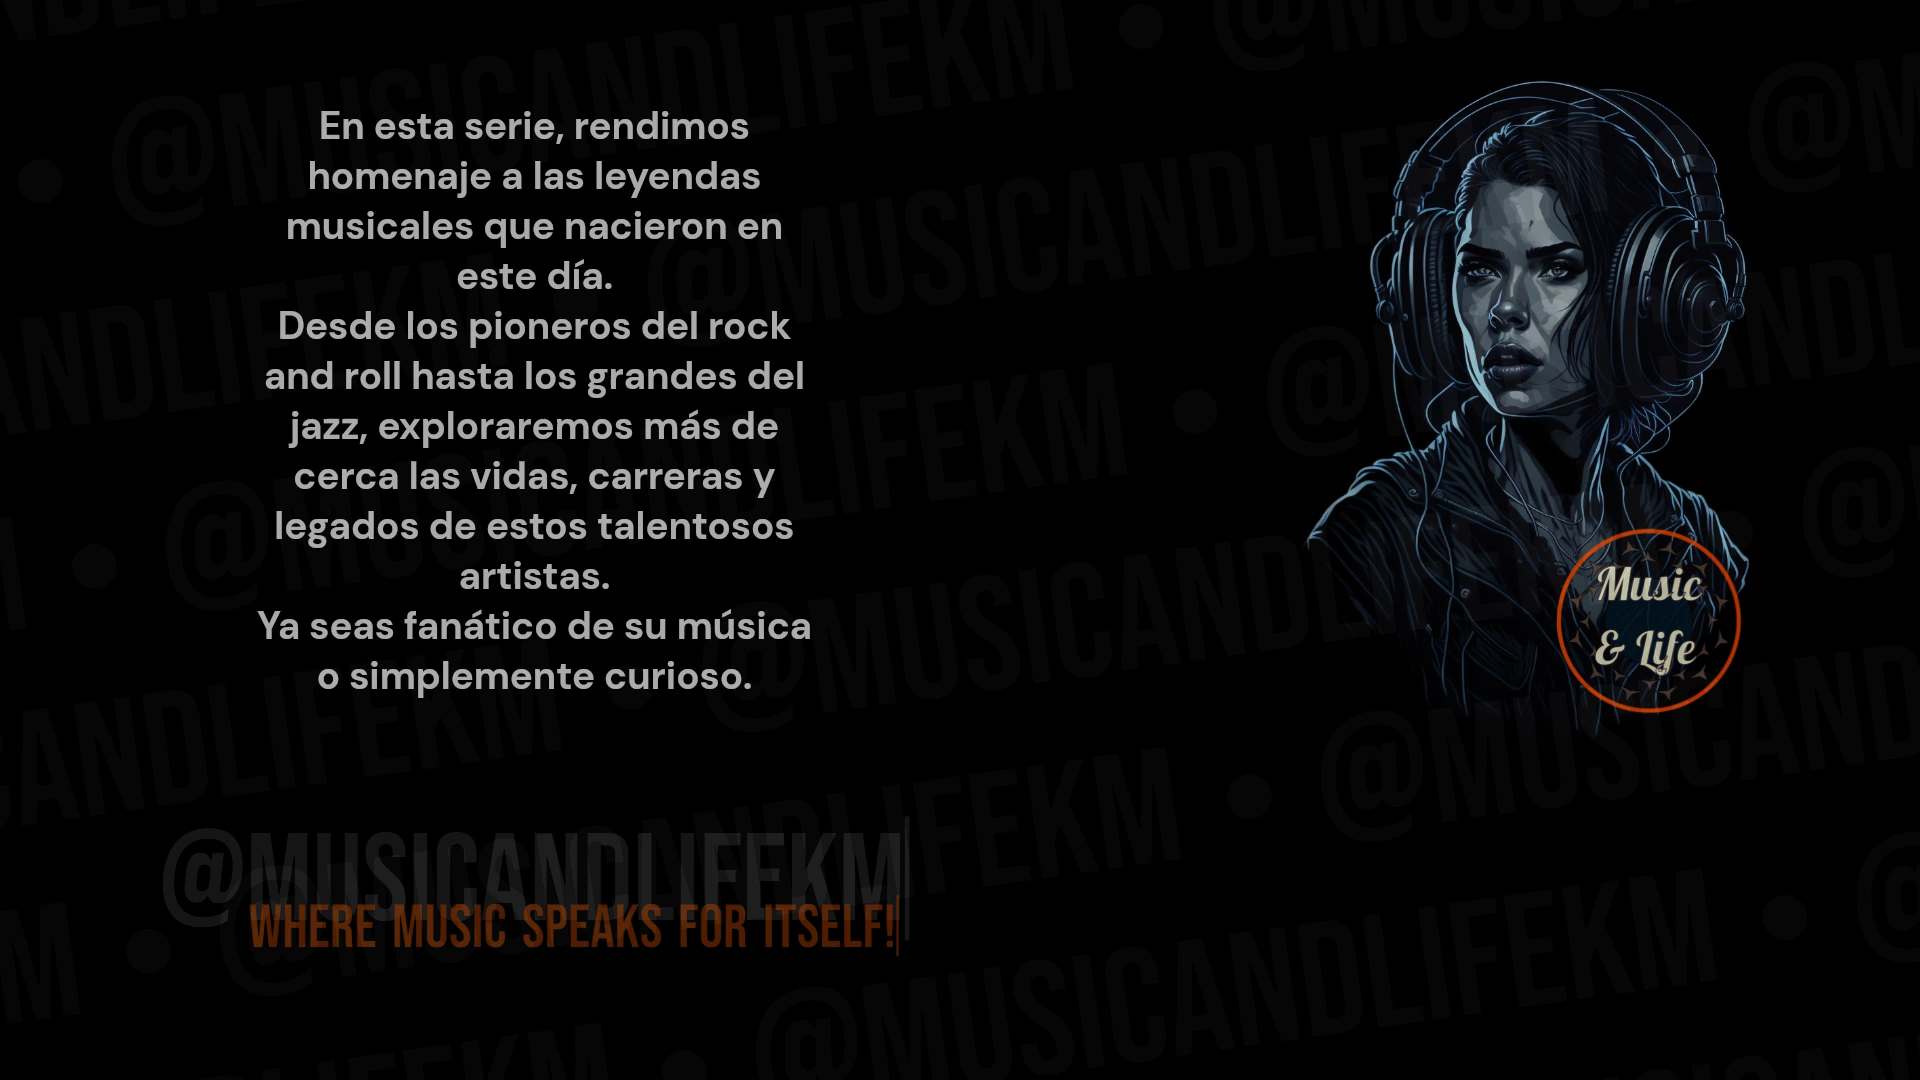 En esta serie, rendimos
homenaje a las leyendas
musicales que nacieron en
este día.
Desde los pioneros del rock
and roll hasta los grandes del
jazz, exploraremos más de
cerca las vidas, carreras y
legados de estos talentosos
artistas.
Ya seas fanático de su música
o simplemente curioso.
Music
& Life
@MUSICANDLIFEKM
WHERE MUSIC SPEAKS FOR ITSELF!